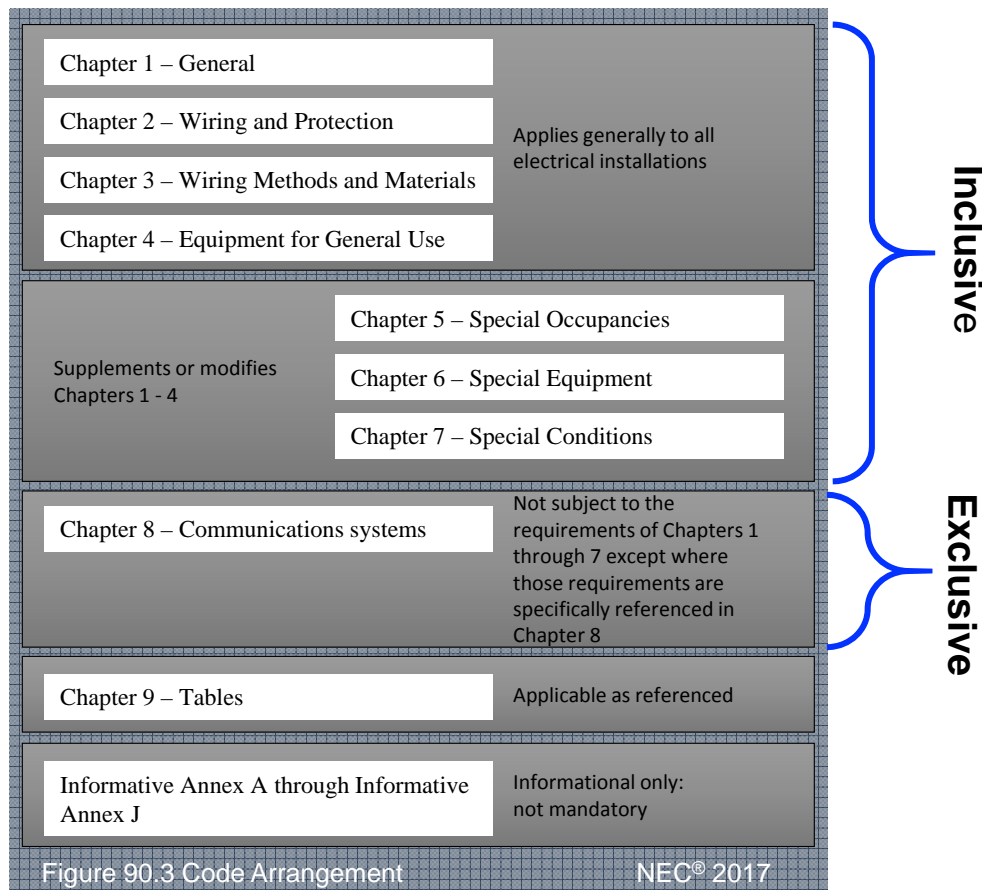 Chapter 1 – General
Chapter 2 – Wiring and Protection
Chapter 3 – Wiring Methods and Materials
Chapter 4 – Equipment for General Use
Applies generally to all
electrical installations
Inclusive
Supplements or modifies
Chapters 1 - 4
Chapter 5 – Special Occupancies
Chapter 6 – Special Equipment
Chapter 7 – Special Conditions
Chapter 8 – Communications systems
Not subject to the
requirements of Chapters 1
through 7 except where
those requirements are
specifically referenced in
Chapter 8
Exclusive
Chapter 9 – Tables
Applicable as referenced
Informative Annex A through Informative
Annex J
Informational only:
not mandatory
Figure 90.3 Code Arrangement
NEC® 2017